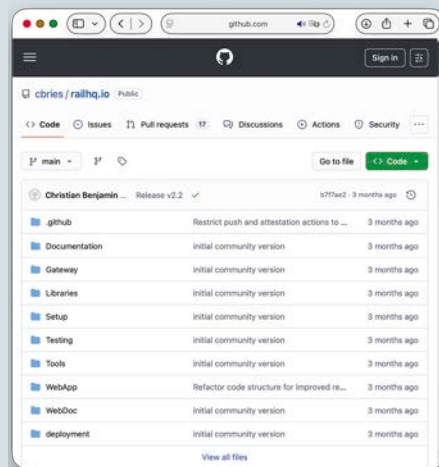 github.com
Sign in
cbries / railhq.io Public
Code Issues Pull requests 17 Discussions Actions Security
main Go to file Code
Christian Benjamin ... Release v2.2 b7f7ae2 · 3 months ago
.github Restrict push and attestation actions to ... 3 months ago
Documentation initial community version 3 months ago
Gateway initial community version 3 months ago
Libraries initial community version 3 months ago
Setup initial community version 3 months ago
Testing initial community version 3 months ago
Tools initial community version 3 months ago
WebApp Refactor code structure for improved re... 3 months ago
WebDoc initial community version 3 months ago
deployment initial community version 3 months ago
View all files